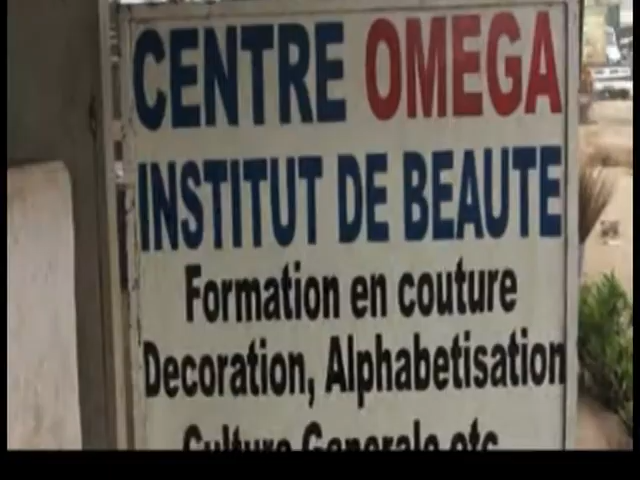 CENTRE OMEGA
INSTITUT DE BEAUTE
Formation en couture
Decoration, Alphabetisation
Culture Generale etc